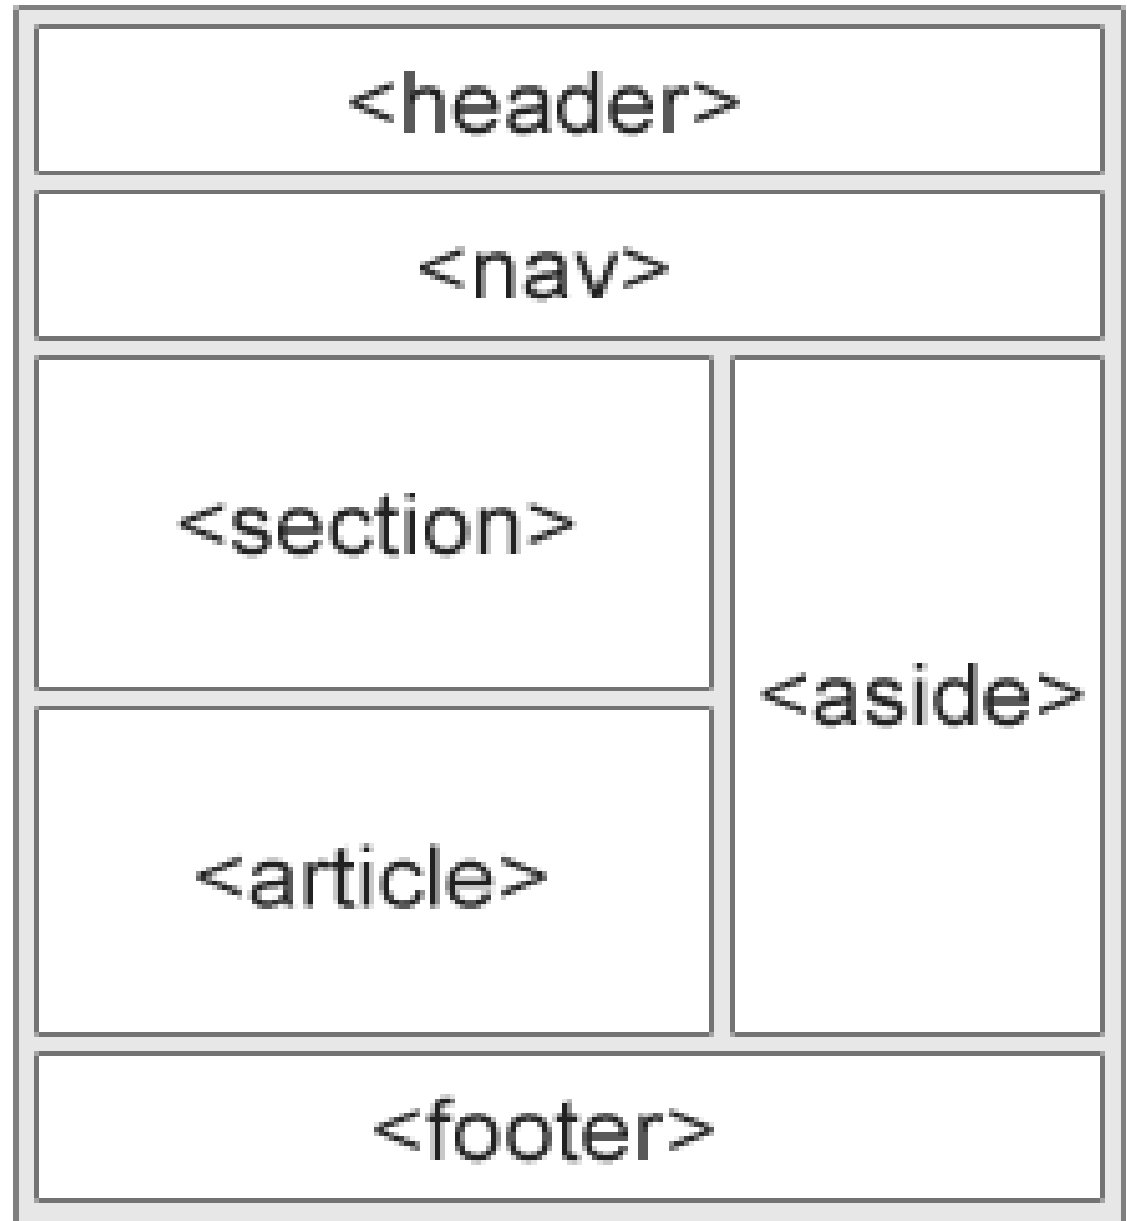 <header>
<nav>
<section>
<aside>
<article>
<footer>